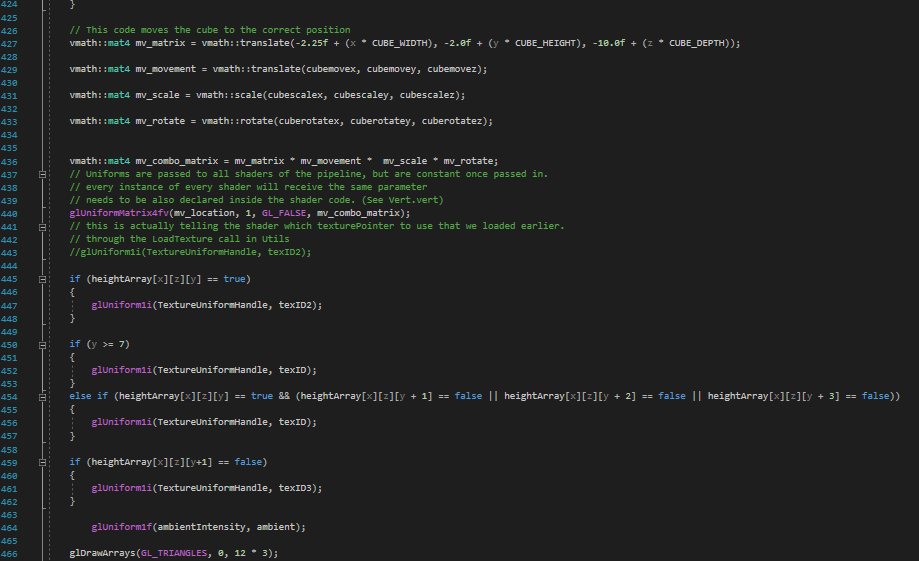 424 }
425
426 // This code moves the cube to the correct position
427 vmath::mat4 mv_matrix = vmath::translate(-2.25f + (x * CUBE_WIDTH), -2.0f + (y * CUBE_HEIGHT), -10.0f + (z * CUBE_DEPTH));
428
429 vmath::mat4 mv_movement = vmath::translate(cubemovex, cubemovey, cubemovez);
430
431 vmath::mat4 mv_scale = vmath::scale(cubescalex, cubescaley, cubescalez);
432
433 vmath::mat4 mv_rotate = vmath::rotate(cuberotatex, cuberotatey, cuberotatez);
434
435
436 vmath::mat4 mv_combo_matrix = mv_matrix * mv_movement *  mv_scale * mv_rotate;
437 // Uniforms are passed to all shaders of the pipeline, but are constant once passed in.
438 // every instance of every shader will receive the same parameter
439 // needs to be also declared inside the shader code. (See Vert.vert)
440 glUniformMatrix4fv(mv_location, 1, GL_FALSE, mv_combo_matrix);
441 // this is actually telling the shader which texturePointer to use that we loaded earlier.
442 // through the LoadTexture call in Utils
443 //glUniform1i(TextureUniformHandle, texID2);
444
445 if (heightArray[x][z][y] == true)
446 {
447 glUniform1i(TextureUniformHandle, texID2);
448 }
449
450 if (y >= 7)
451 {
452 glUniform1i(TextureUniformHandle, texID);
453 }
454 else if (heightArray[x][z][y] == true && (heightArray[x][z][y + 1] == false || heightArray[x][z][y + 2] == false || heightArray[x][z][y + 3] == false))
455 {
456 glUniform1i(TextureUniformHandle, texID);
457 }
458
459 if (heightArray[x][z][y+1] == false)
460 {
461 glUniform1i(TextureUniformHandle, texID3);
462 }
463
464 glUniform1f(ambientIntensity, ambient);
465
466 glDrawArrays(GL_TRIANGLES, 0, 12 * 3);